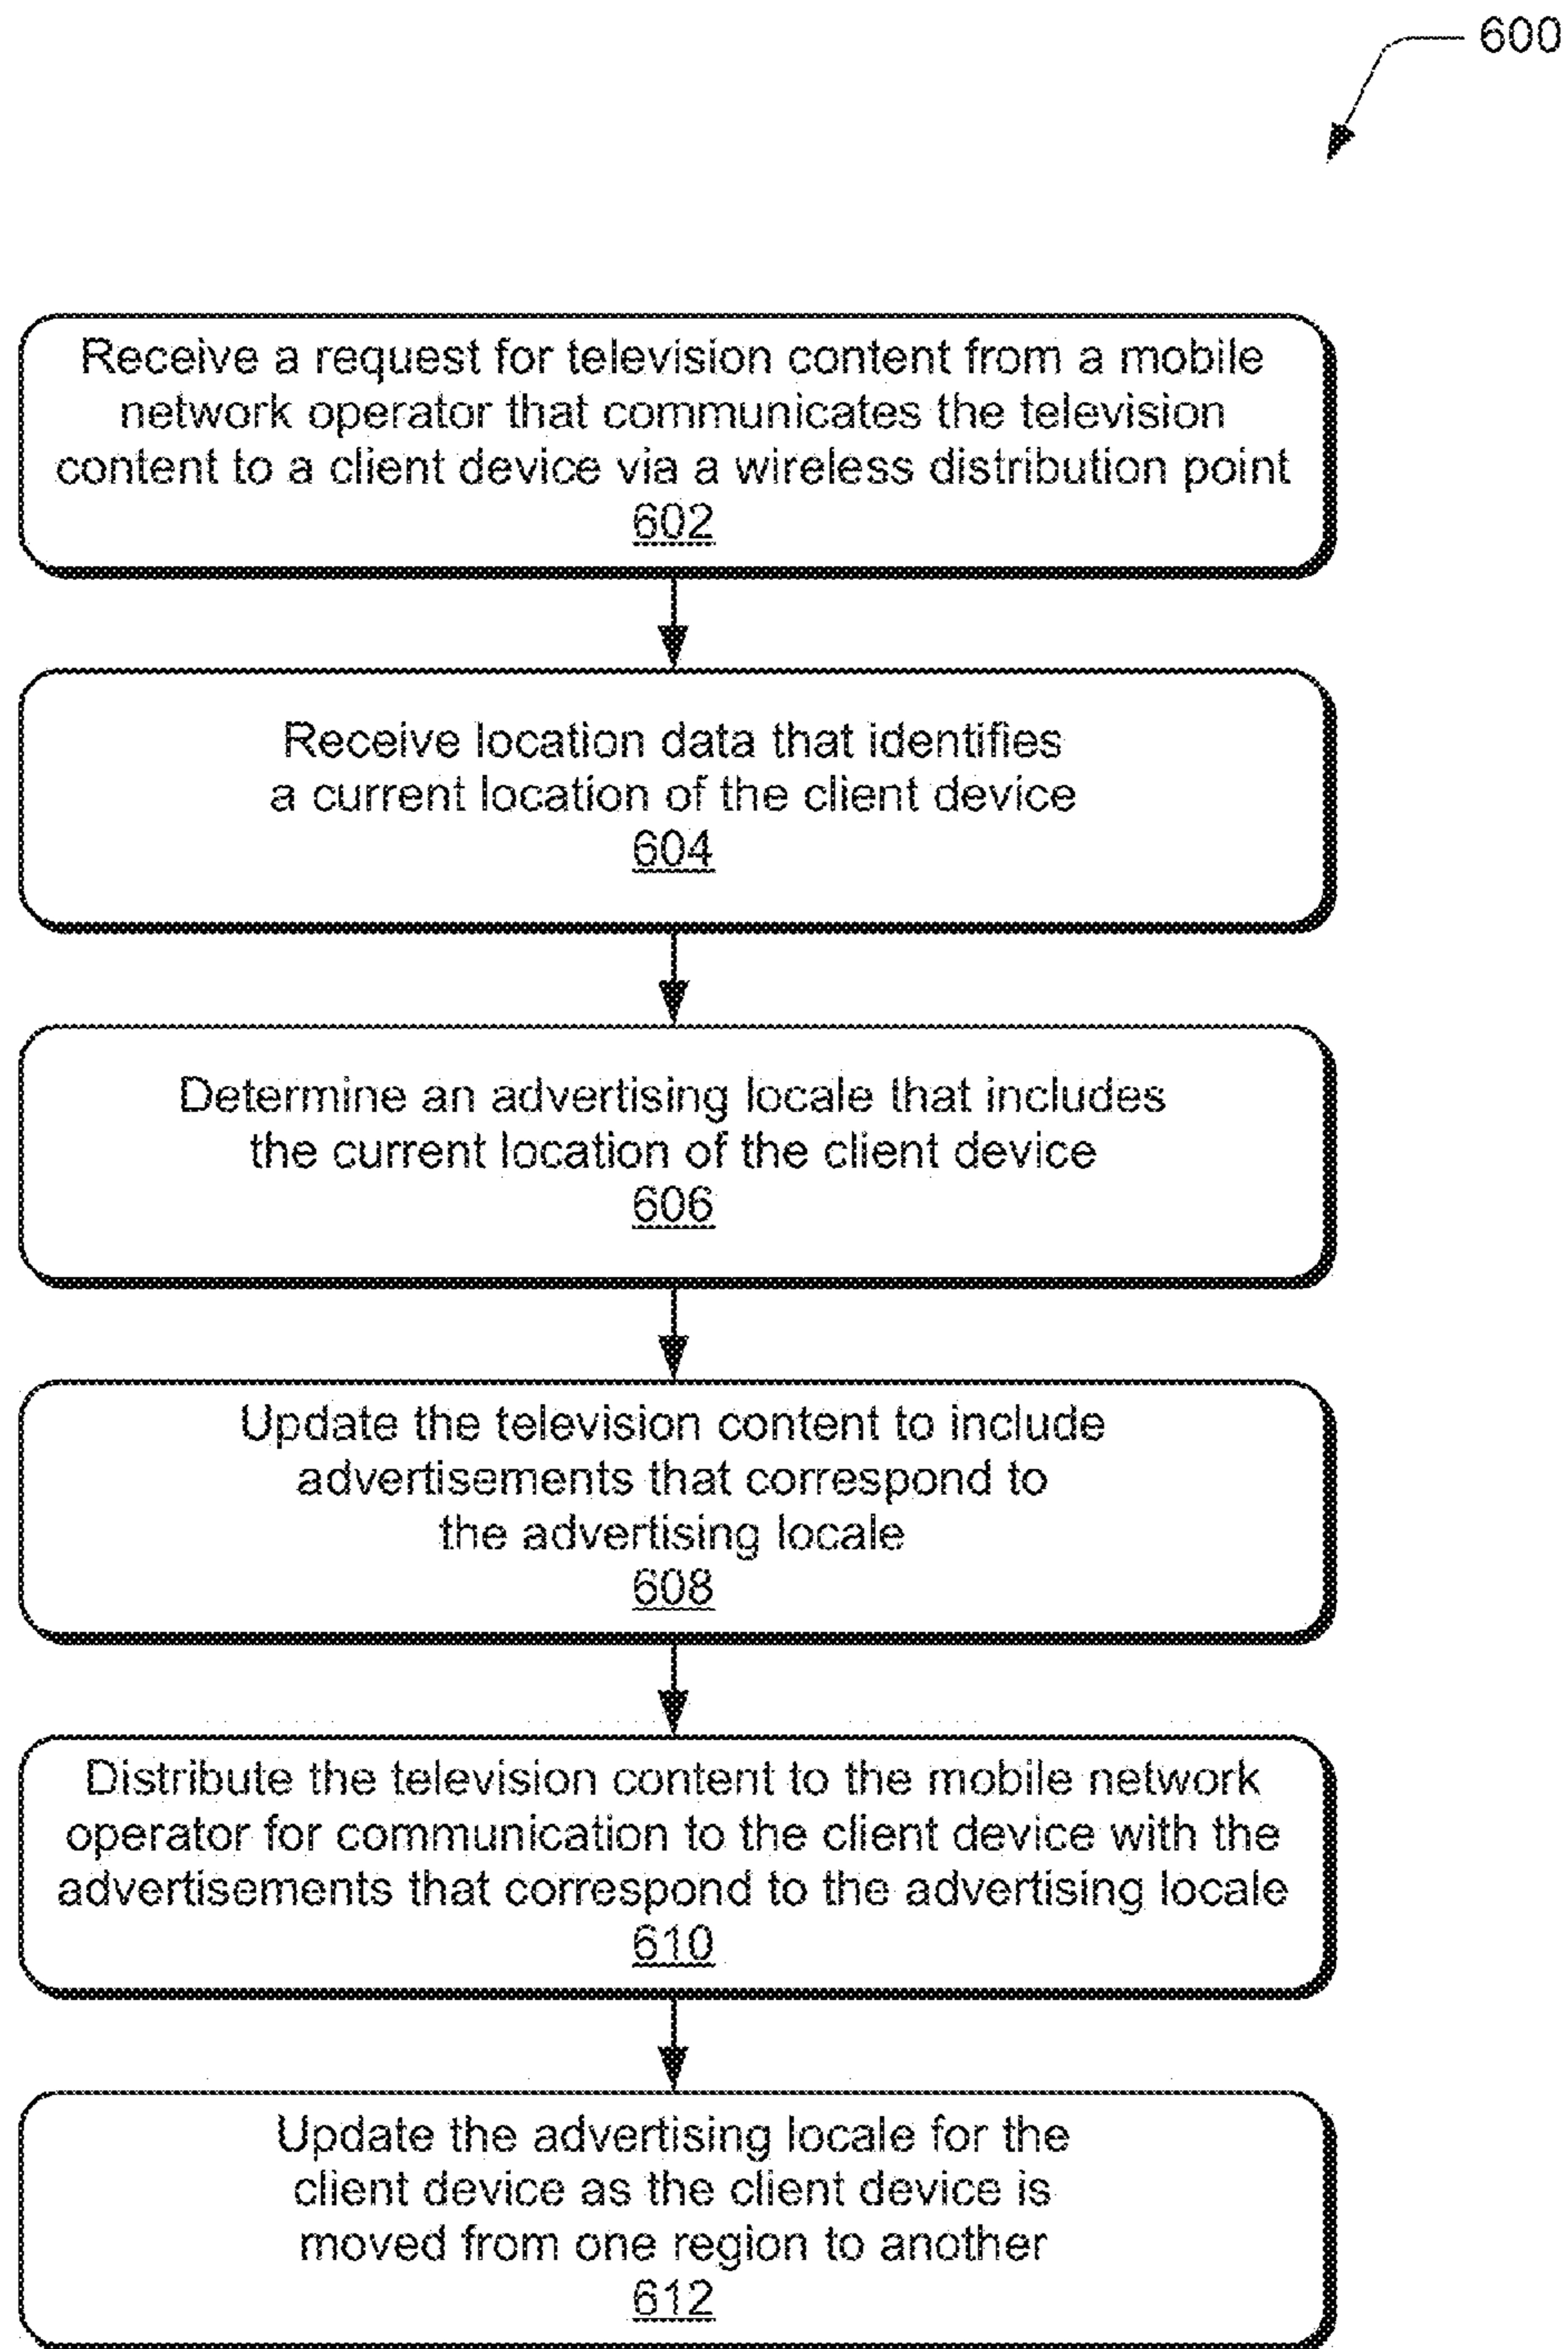 600
Receive a request for television content from a mobile
network operator that communicates the television
content to a client device via a wireless distribution point
602
Receive location data that identifies
a current location of the client device
604
Determine an advertising locale that includes
the current location of the client device
606
Update the television content to include
advertisements that correspond to
the advertising locale
608
Distribute the television content to the mobile network
operator for communication to the client device with the
advertisements that correspond to the advertising locale
610
Update the advertising locale for the
client device as the client device is
moved from one region to another
612